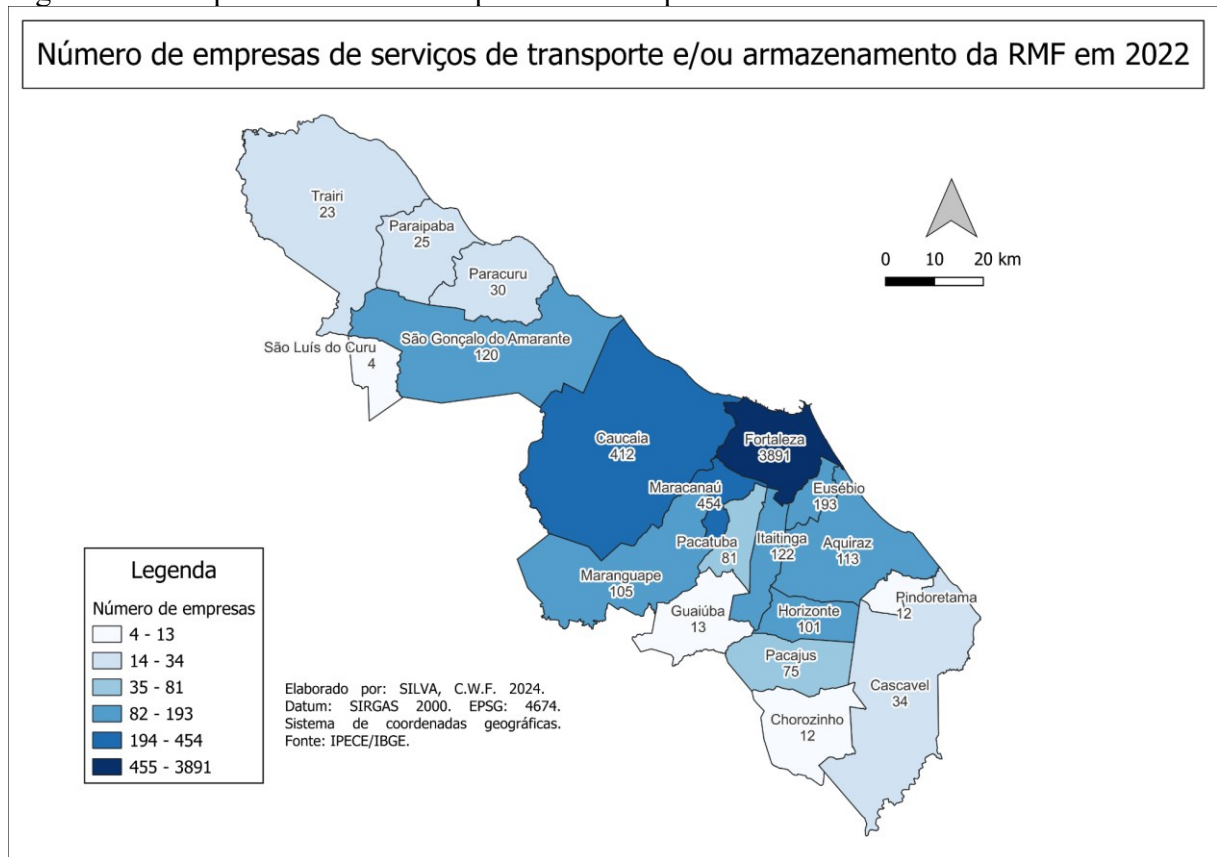 Número de empresas de serviços de transporte e/ou armazenamento da RMF em 2022
Trairi
23
Paraipaba
25
Paracuru
30
0 10 20 km
São Gonçalo do Amarante
120
São Luís do Curu
4
Caucaia
412
Fortaleza
3891
Maracanaú
454
Eusébio
193
Pacatuba
81
Itaitinga
122
Aquiraz
113
Maranguape
105
Pindoretama
12
Guaiúba
13
Horizonte
101
Pacajus
75
Cascavel
34
Chorozinho
12
Legenda
Número de empresas
4 - 13
14 - 34
35 - 81
82 - 193
194 - 454
455 - 3891
Elaborado por: SILVA, C.W.F. 2024.
Datum: SIRGAS 2000. EPSG: 4674.
Sistema de coordenadas geográficas.
Fonte: IPECE/IBGE.